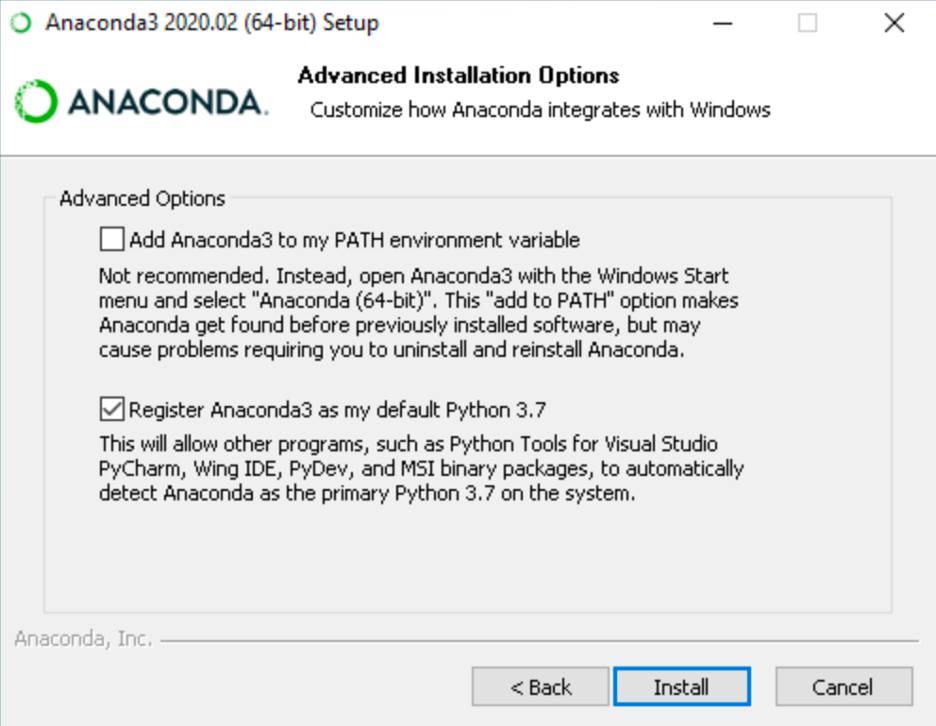 Anaconda3 2020.02 (64-bit) Setup
ANACONDA.
Advanced Installation Options
Customize how Anaconda integrates with Windows
Advanced Options
Add Anaconda3 to my PATH environment variable
Not recommended. Instead, open Anaconda3 with the Windows Start
menu and select "Anaconda (64-bit)". This "add to PATH" option makes
Anaconda get found before previously installed software, but may
cause problems requiring you to uninstall and reinstall Anaconda.
Register Anaconda3 as my default Python 3.7
This will allow other programs, such as Python Tools for Visual Studio
PyCharm, Wing IDE, PyDev, and MSI binary packages, to automatically
detect Anaconda as the primary Python 3.7 on the system.
Anaconda, Inc.
< Back
Install
Cancel